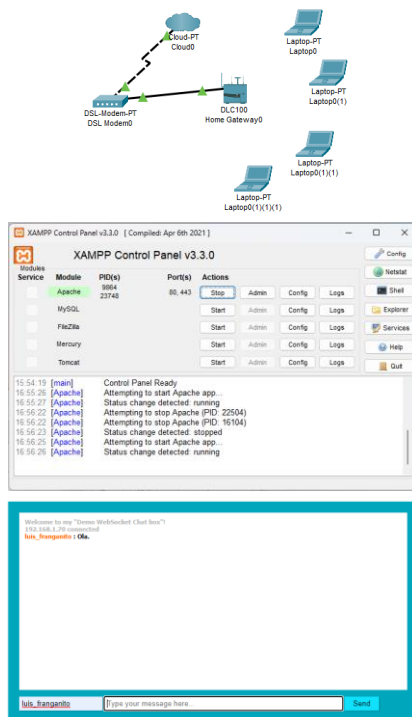 Cloud-PT
Cloud0
Laptop-PT
Laptop0
Laptop-PT
Laptop0(1)
DSL-Modem-PT
DSL Modem0
DLC100
Home Gateway0
Laptop-PT
Laptop0(1)(1)
Laptop-PT
Laptop0(1)(1)(1)
XAMPP Control Panel v3.3.0 [ Compiled: Apr 6th 2021 ]
XAMPP Control Panel v3.3.0
Config
Modules
Service Module PID(s) Port(s) Actions
Netstat
Apache 9864 23748 80, 443 Stop Admin Config Logs
Shell
MySQL Start Admin Config Logs
Explorer
FileZilla Start Admin Config Logs
Services
Mercury Start Admin Config Logs
Help
Tomcat Start Admin Config Logs
Quit
15:54:19 [main] Control Panel Ready
16:55:26 [Apache] Attempting to start Apache app...
16:55:27 [Apache] Status change detected: running
16:56:22 [Apache] Attempting to stop Apache (PID: 22504)
16:56:22 [Apache] Attempting to stop Apache (PID: 16104)
16:56:23 [Apache] Status change detected: stopped
16:56:25 [Apache] Attempting to start Apache app...
16:56:26 [Apache] Status change detected: running
Welcome to my "Demo WebSocket Chat box"!
192.168.1.70 connected
luis_franganito : Ola.
luis_franganito Type your message here... Send